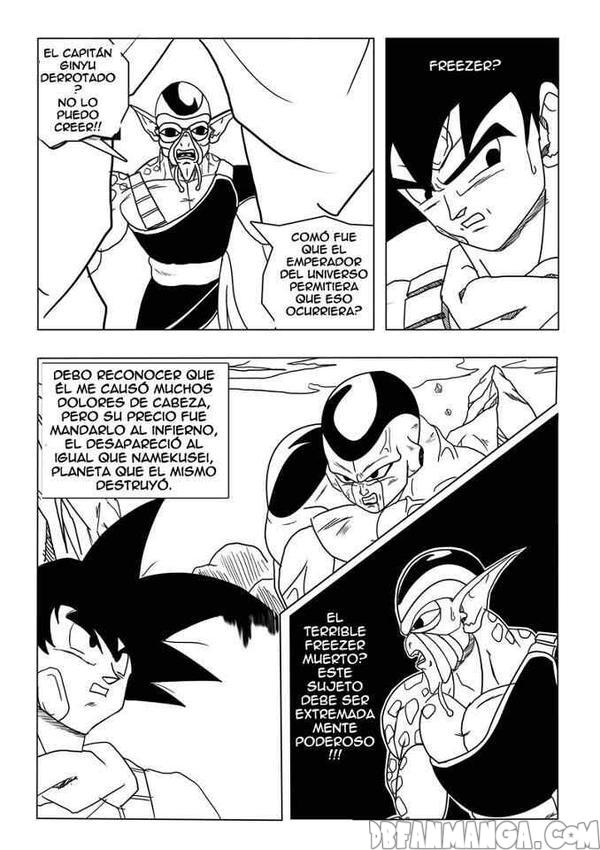 EL CAPITÁN
GINYU
DERROTADO
?
NO LO
PUEDO
CREER!!
COMÓ FUE
QUE EL
EMPERADOR
DEL UNIVERSO
PERMITIERA
QUE ESO
OCURRIERA?
FREEZER?
DEBO RECONOCER QUE
ÉL ME CAUSÓ MUCHOS
DOLORES DE CABEZA,
PERO SU PRECIO FUE
MANDARLO AL INFIERNO,
EL DESAPARECIÓ AL
IGUAL QUE NAMEKUSEI,
PLANETA QUE EL MISMO
DESTRUYÓ.
EL
TERRIBLE
FREEZER
MUERTO?
ESTE
SUJETO
DEBE SER
EXTREMADA
MENTE
PODEROSO
!!!
DBFANMANGA.COM